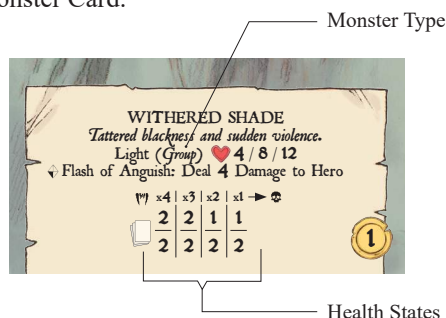 onster Card.
Monster Type
WITHERED SHADE
Tattered blackness and sudden violence.
Light (Group) 4 / 8 / 12
Flash of Anguish: Deal 4 Damage to Hero
x4 | x3 | x2 | x1
2 2 1 1
2 2 2 2
1
Health States